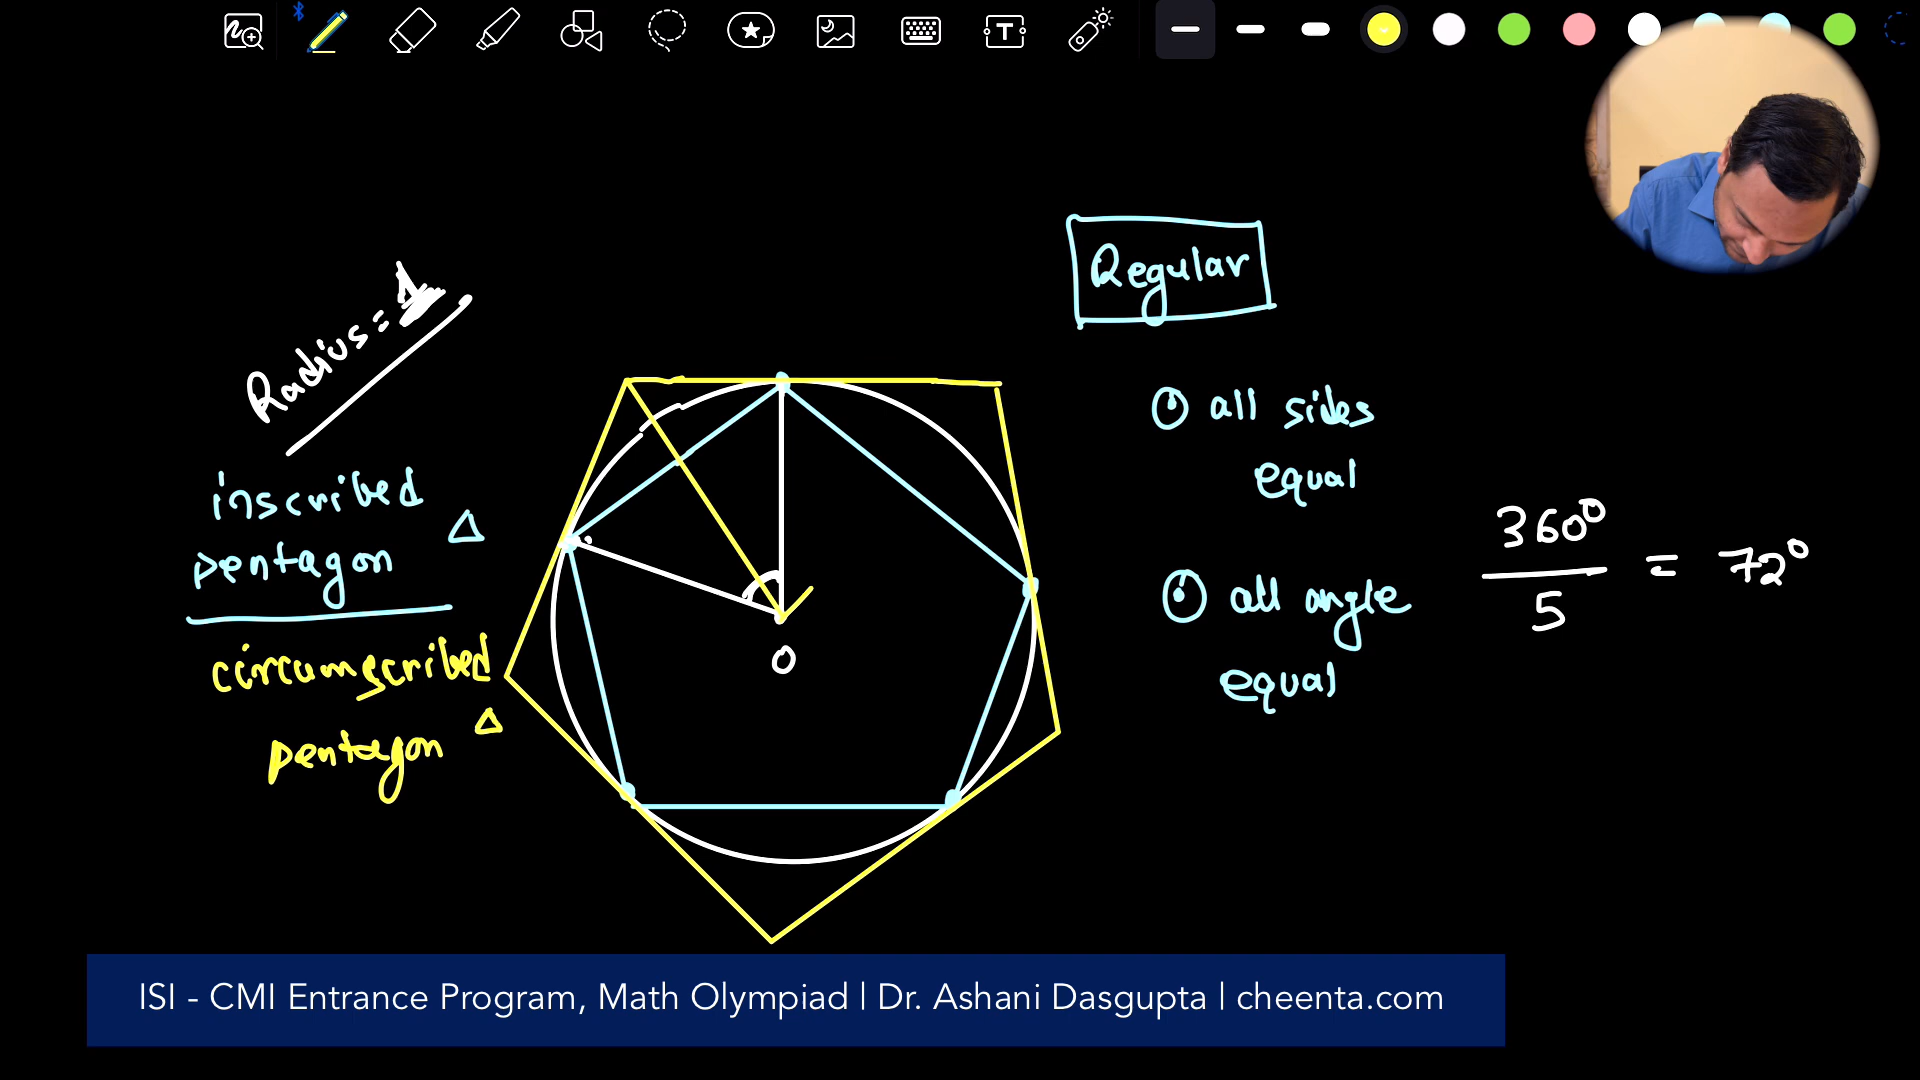 Regular
Radius = 1
all sides
equal
inscribed
pentagon
360°
5
= 72°
all angle
equal
circumscribed
pentagon
O
T
ISI - CMI Entrance Program, Math Olympiad | Dr. Ashani Dasgupta | cheenta.com